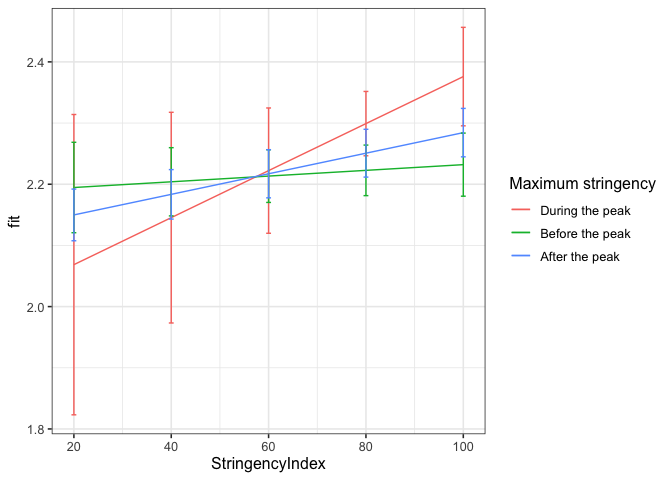 2.4
2.2
2.0
1.8
fit
20 40 60 80 100
StringencyIndex
Maximum stringency
During the peak
Before the peak
After the peak